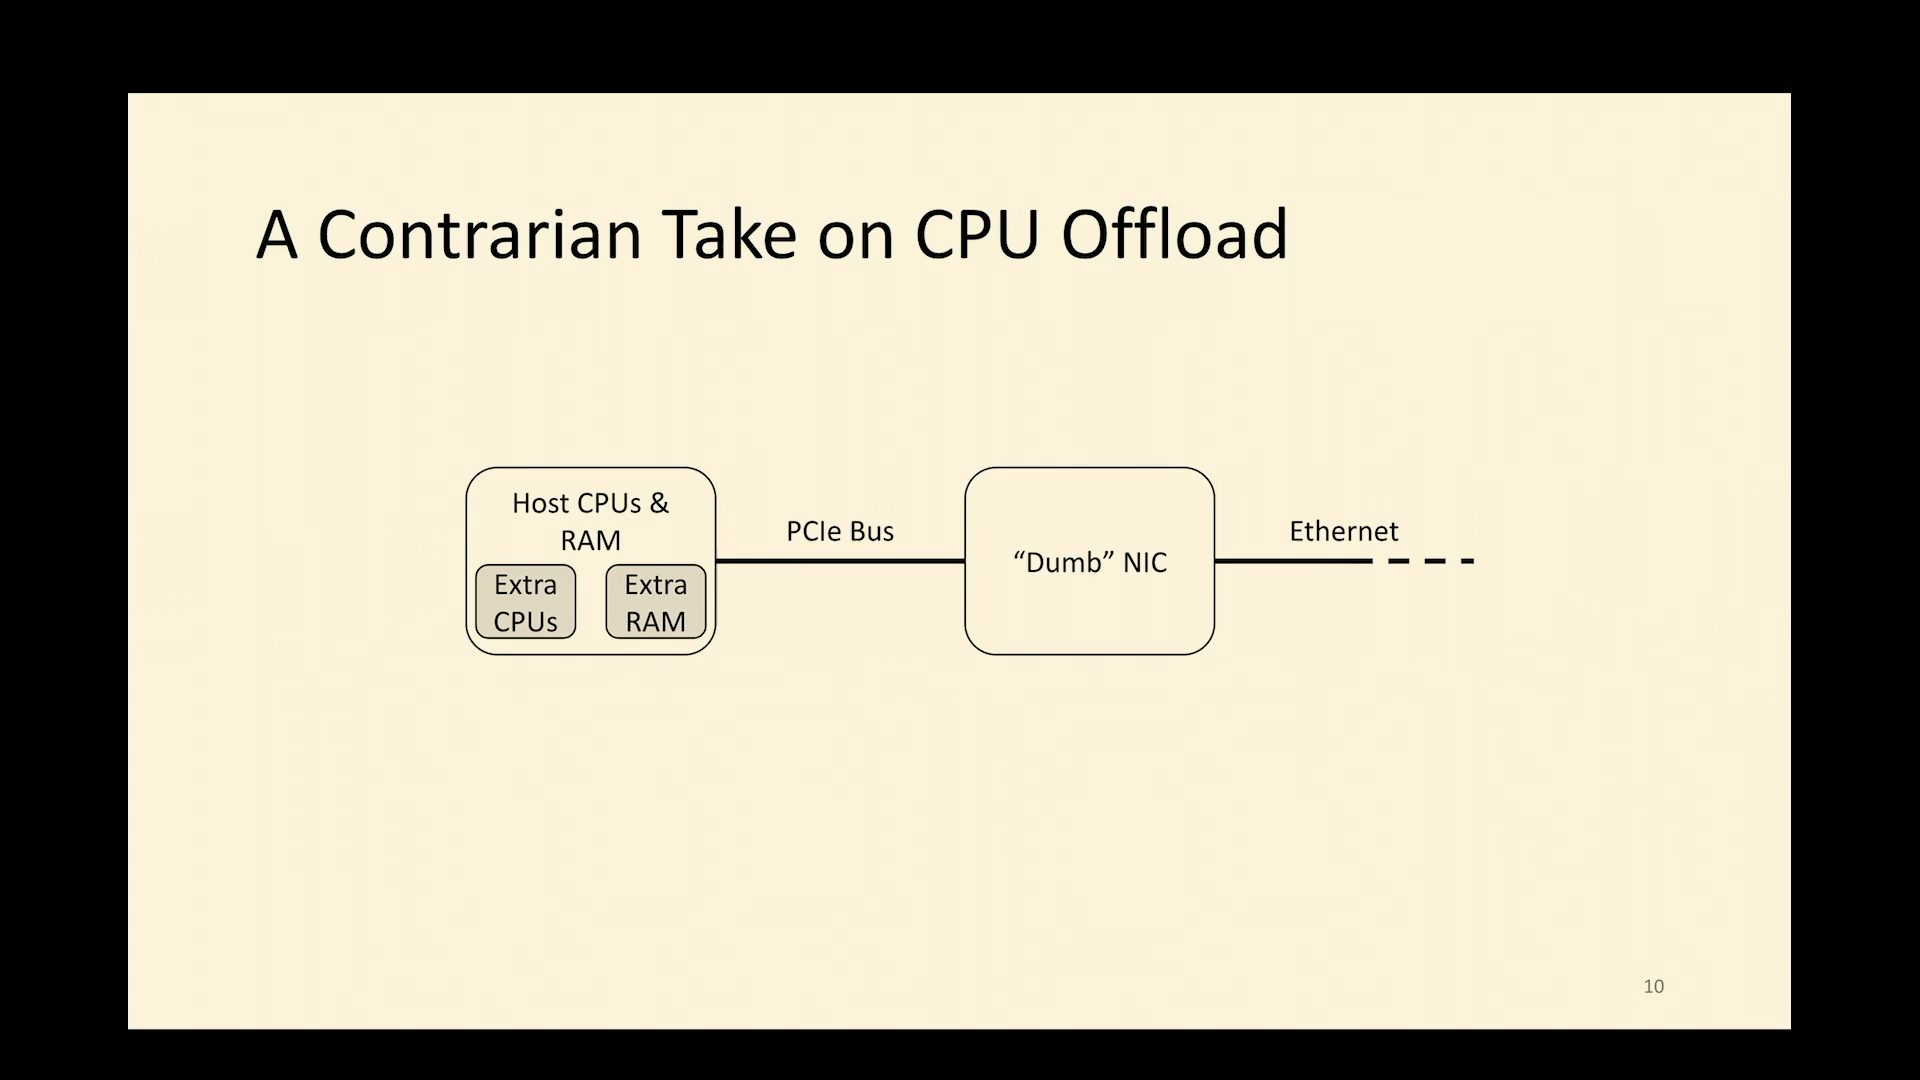 A Contrarian Take on CPU Offload
Host CPUs &
RAM
Extra
CPUs
Extra
RAM
PCIe Bus
“Dumb” NIC
Ethernet
10